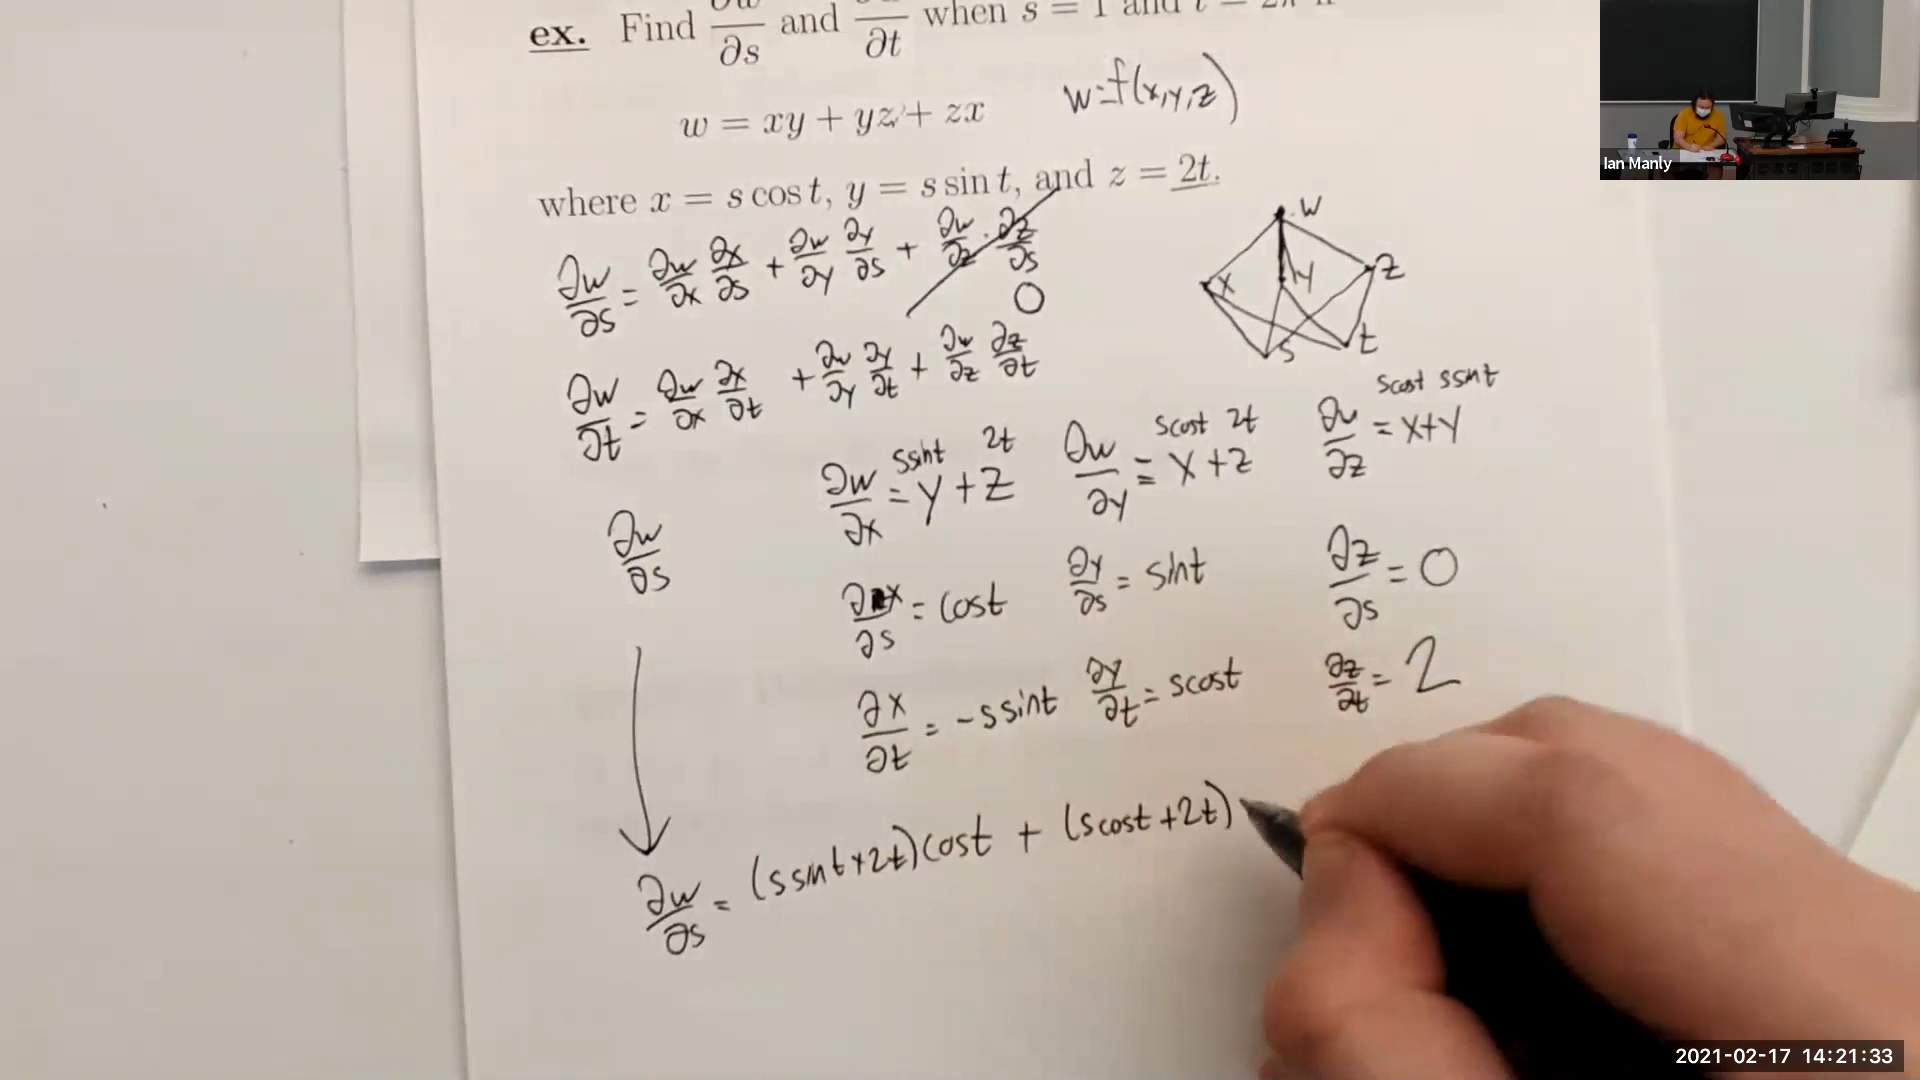 ex. Find ∂w/∂s and ∂/∂t when s = 1 and t = 2π
w = xy + yz + zx
w=f(x,y,z)
where x = s cos t, y = s sin t, and z = 2t.
∂w/∂s = ∂w/∂x ∂x/∂s + ∂w/∂y ∂y/∂s + ∂w/∂z · ∂z/∂s
0
w
x y z
s t
∂w/∂t = ∂w/∂x ∂x/∂t + ∂w/∂y ∂y/∂t + ∂w/∂z ∂z/∂t
ssint 2t scost 2t scost ssint
∂w/∂x = y+z ∂w/∂y = x+z ∂w/∂z = x+y
∂w/∂s
∂x/∂s = cost ∂y/∂s = sint ∂z/∂s = 0
∂x/∂t = -ssint ∂y/∂t = scost ∂z/∂t = 2
∂w/∂s = (ssint+2t)cost + (scost+2t)
Ian Manly
2021-02-17 14:21:33